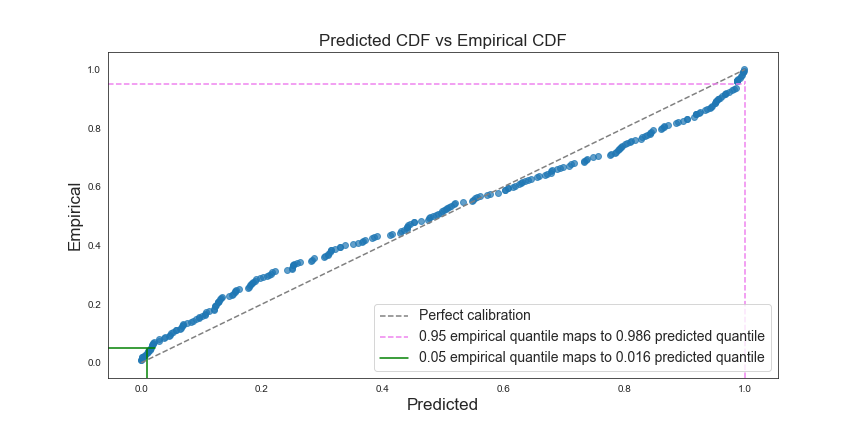 Predicted CDF vs Empirical CDF
1.0
0.8
0.6
0.4
0.2
0.0
Empirical
Perfect calibration
0.95 empirical quantile maps to 0.986 predicted quantile
0.05 empirical quantile maps to 0.016 predicted quantile
0.0 0.2 0.4 0.6 0.8 1.0
Predicted